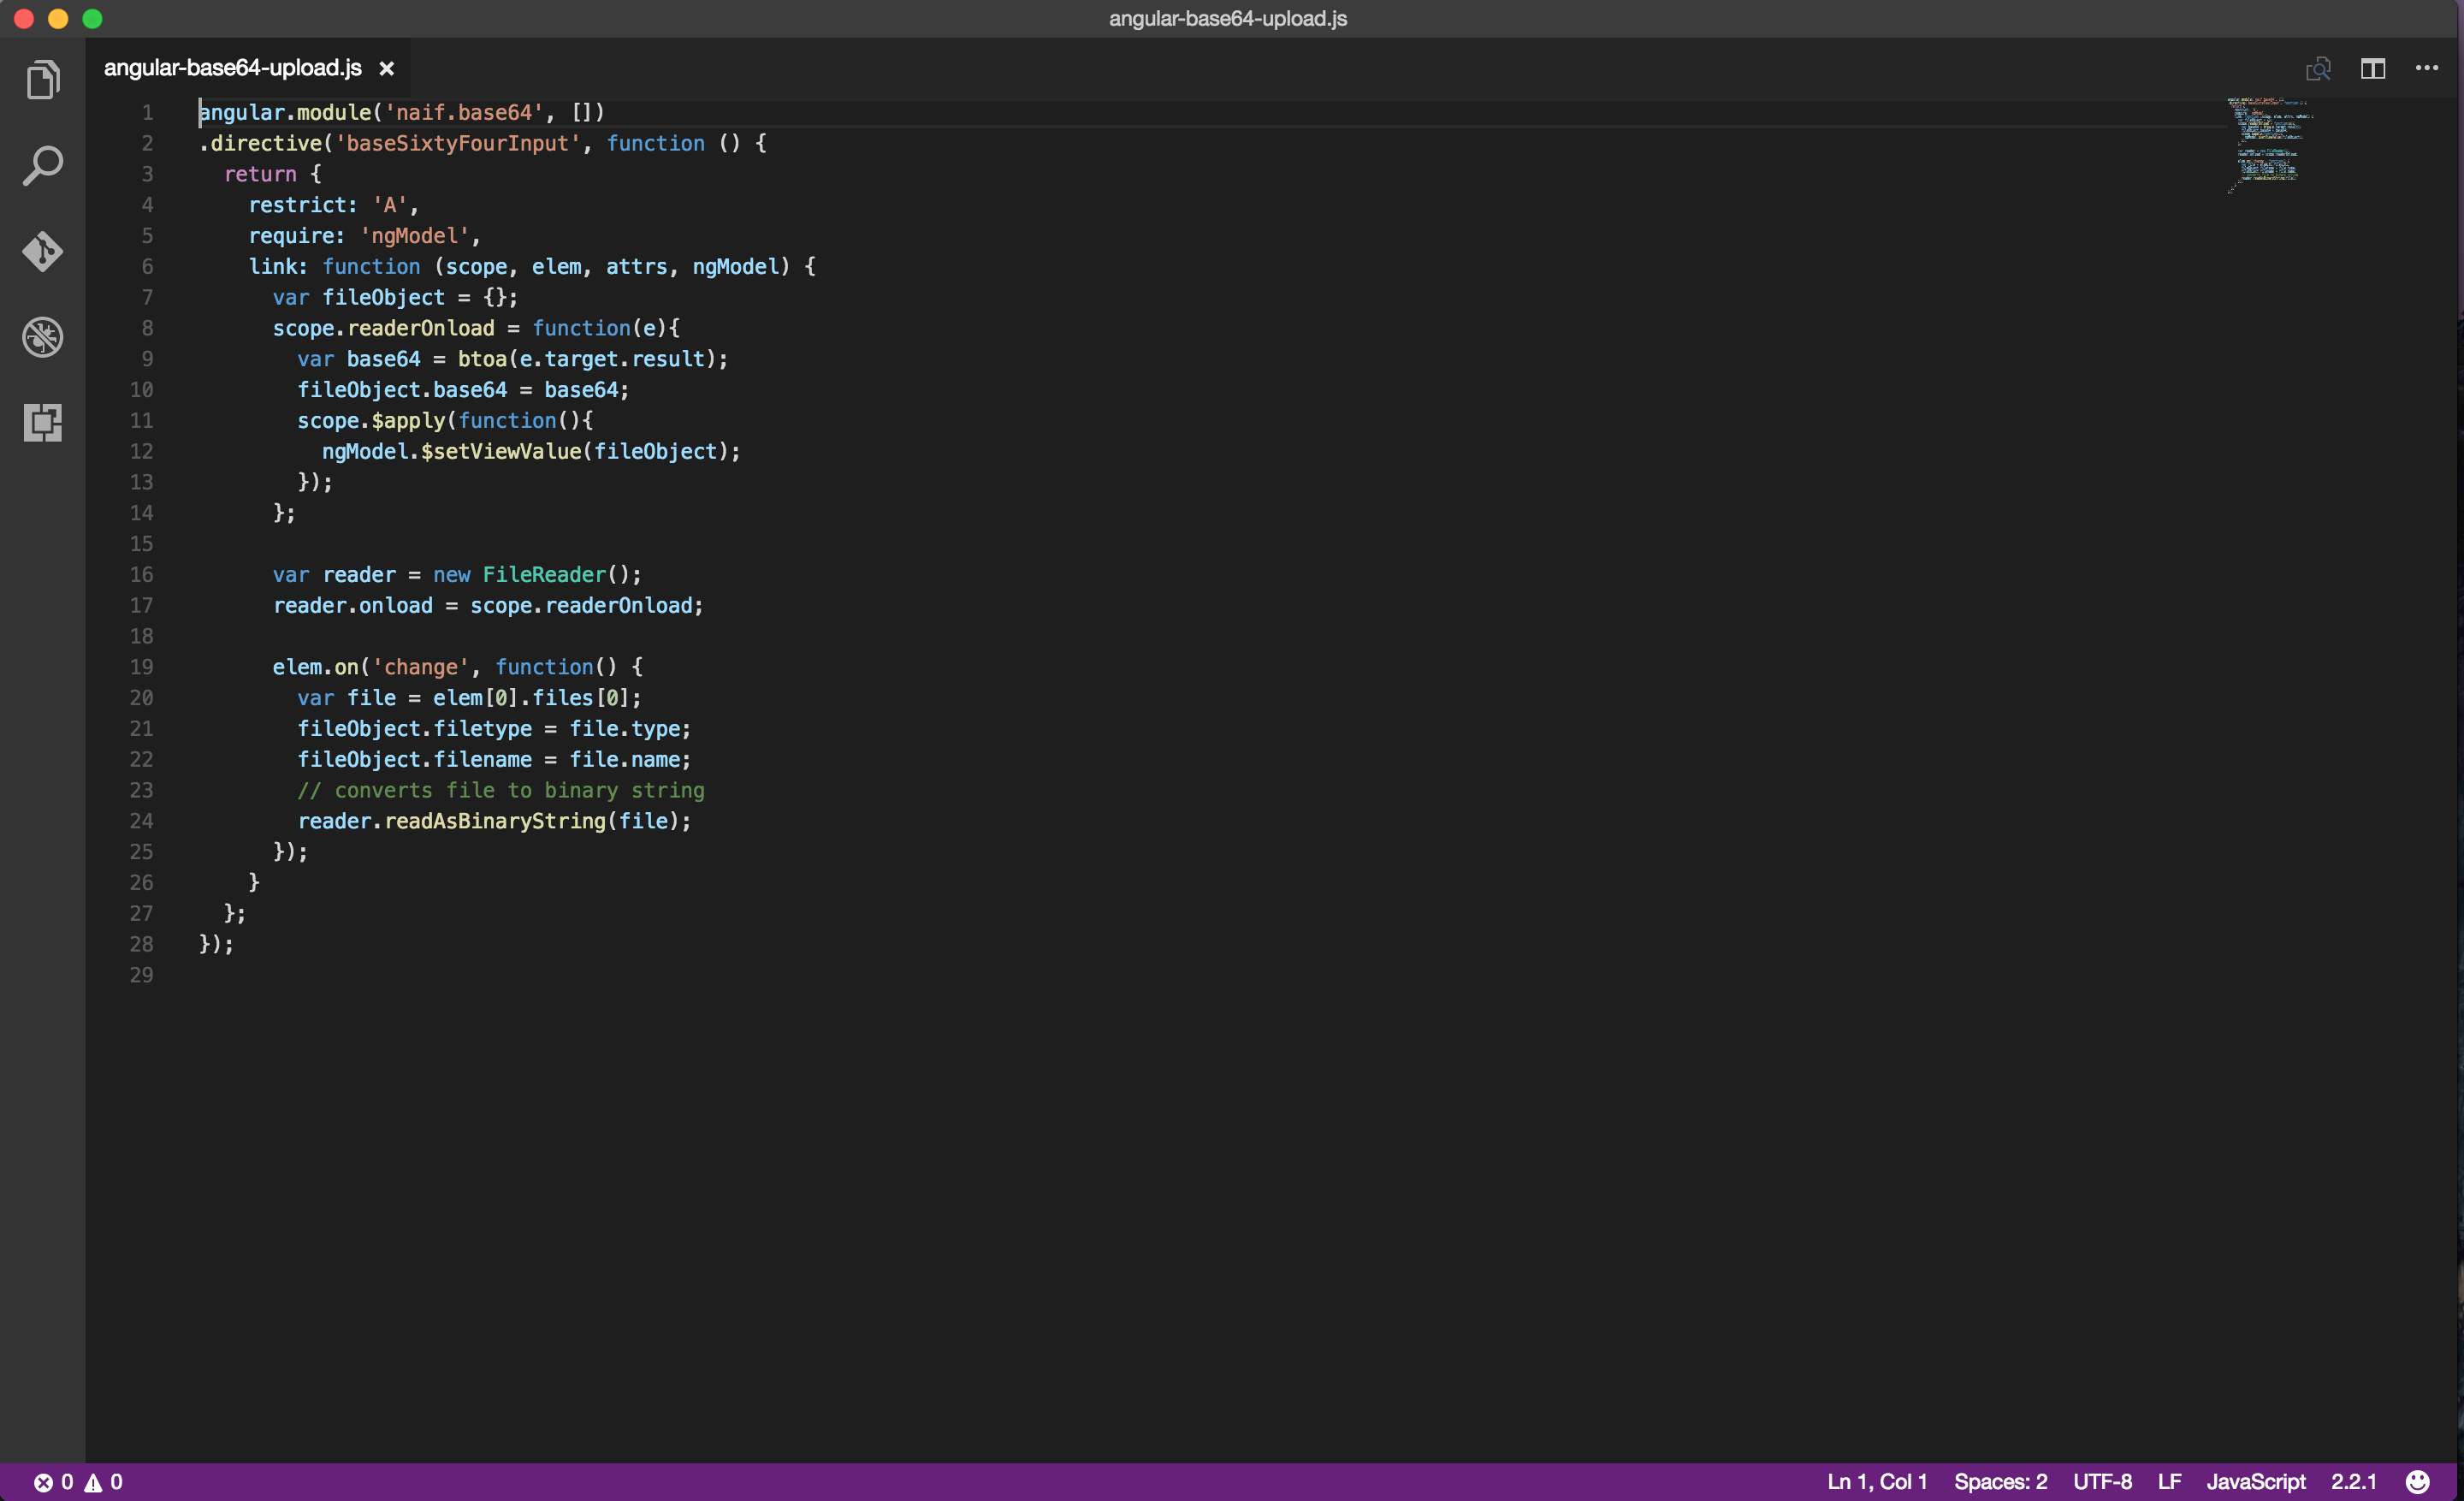 angular-base64-upload.js
angular-base64-upload.js
1 angular.module('naif.base64', [])
2 .directive('baseSixtyFourInput', function () {
3   return {
4     restrict: 'A',
5     require: 'ngModel',
6     link: function (scope, elem, attrs, ngModel) {
7       var fileObject = {};
8       scope.readerOnload = function(e){
9         var base64 = btoa(e.target.result);
10         fileObject.base64 = base64;
11         scope.$apply(function(){
12           ngModel.$setViewValue(fileObject);
13         });
14       };
15
16       var reader = new FileReader();
17       reader.onload = scope.readerOnload;
18
19       elem.on('change', function() {
20         var file = elem[0].files[0];
21         fileObject.filetype = file.type;
22         fileObject.filename = file.name;
23         // converts file to binary string
24         reader.readAsBinaryString(file);
25       });
26     }
27   };
28 });
29
0 0 Ln 1, Col 1 Spaces: 2 UTF-8 LF JavaScript 2.2.1